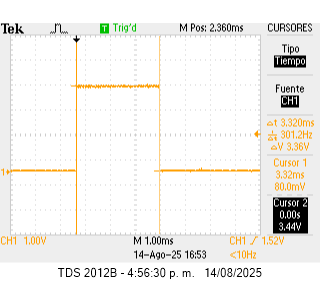 Tek Trig'd M Pos: 2.360ms CURSORES
Tipo
Tiempo
Fuente
CH1
Δt 3.320ms
1/Δt 301.2Hz
ΔV 3.36V
Cursor 1
3.32ms
80.0mV
Cursor 2
0.00s
3.44V
CH1 1.00V M 1.00ms CH1 / 1.52V
14-Ago-25 16:53 <10Hz
TDS 2012B - 4:56:30 p. m. 14/08/2025